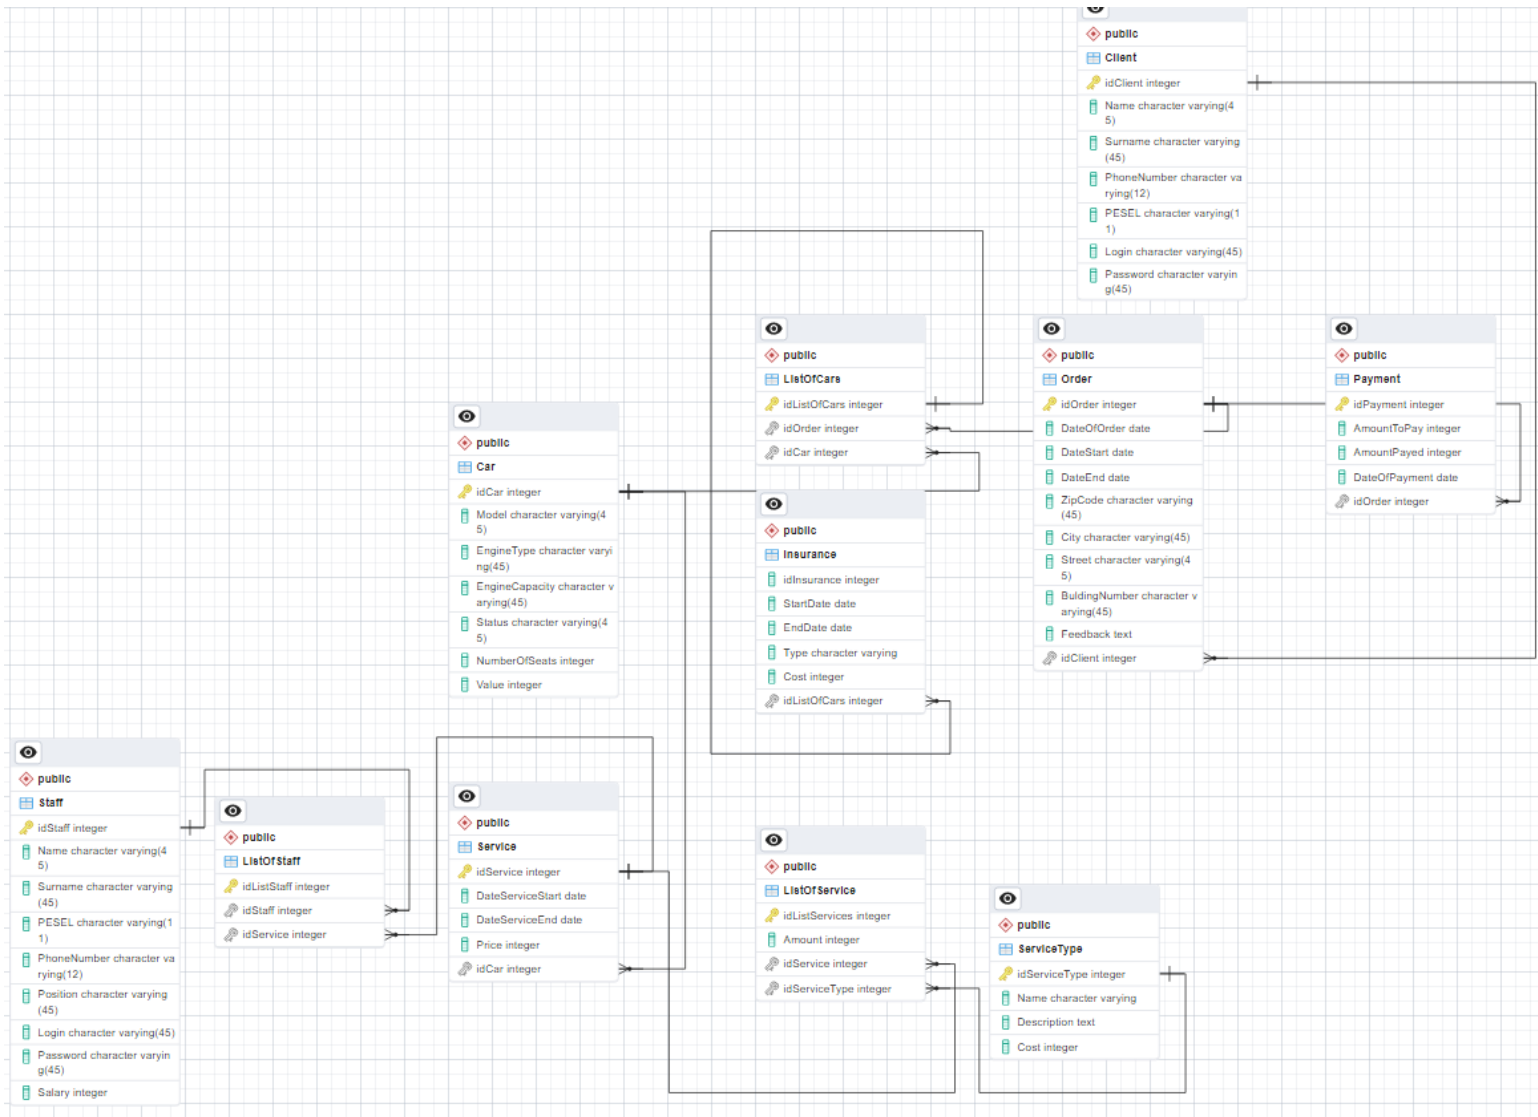 public
Client
idClient integer
Name character varying(4
5)
Surname character varying
(45)
PhoneNumber character va
rying(12)
PESEL character varying(1
1)
Login character varying(45)
Password character varyin
g(45)
public
ListOfCars
idListOfCars integer
idOrder integer
idCar integer
public
Order
idOrder integer
DateOfOrder date
DateStart date
DateEnd date
ZipCode character varying
(45)
City character varying(45)
Street character varying(4
5)
BuldingNumber character v
arying(45)
Feedback text
idClient integer
public
Payment
idPayment integer
AmountToPay integer
AmountPayed integer
DateOfPayment date
idOrder integer
public
Car
idCar integer
Model character varying(4
5)
EngineType character varyi
ng(45)
EngineCapacity character v
arying(45)
Status character varying(4
5)
NumberOfSeats integer
Value integer
public
Insurance
idInsurance integer
StartDate date
EndDate date
Type character varying
Cost integer
idListOfCars integer
public
Staff
idStaff integer
Name character varying(4
5)
Surname character varying
(45)
PESEL character varying(1
1)
PhoneNumber character va
rying(12)
Position character varying
(45)
Login character varying(45)
Password character varyin
g(45)
Salary integer
public
ListOfStaff
idListStaff integer
idStaff integer
idService integer
public
Service
idService integer
DateServiceStart date
DateServiceEnd date
Price integer
idCar integer
public
ListOfService
idListServices integer
Amount integer
idService integer
idServiceType integer
public
ServiceType
idServiceType integer
Name character varying
Description text
Cost integer